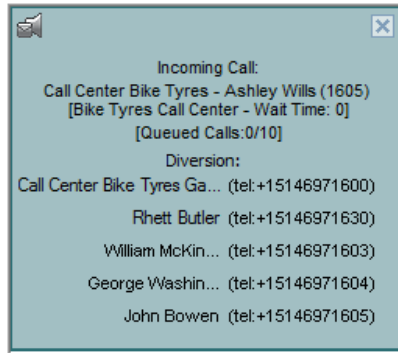 Incoming Call:
Call Center Bike Tyres - Ashley Wills (1605)
[Bike Tyres Call Center - Wait Time: 0]
[Queued Calls:0/10]
Diversion:
Call Center Bike Tyres Ga... (tel:+15146971600)
Rhett Butler (tel:+15146971630)
William McKin... (tel:+15146971603)
George Washin... (tel:+15146971604)
John Bowen (tel:+15146971605)